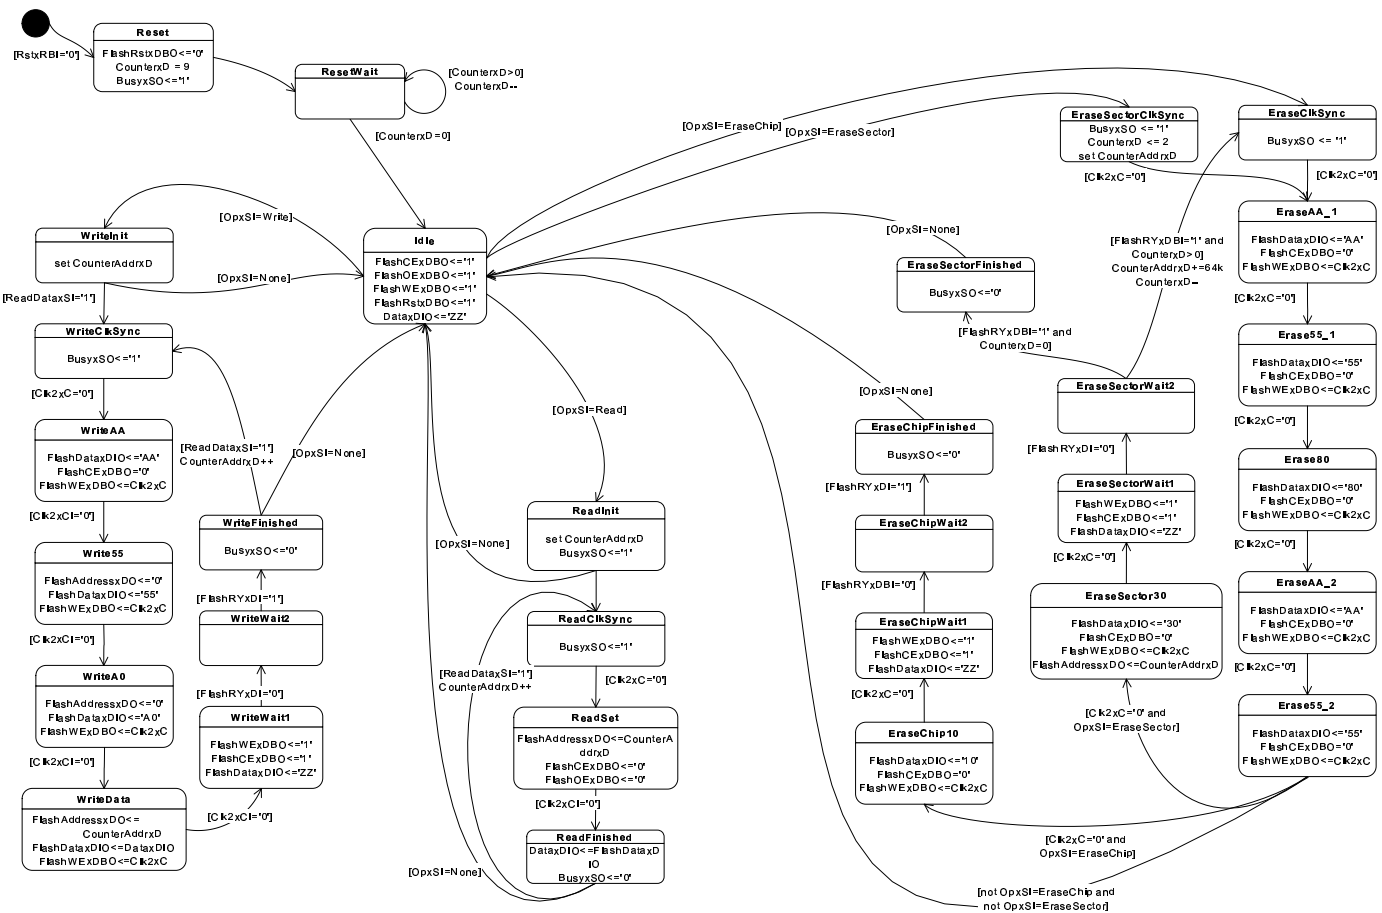 Reset
[RstxRBI='0']
FlashRstxDBO<='0'
CounterxD = 9
BusyxSO<='1'
ResetWait
[CounterxD>0]
CounterxD--
[CounterxD=0]
[OpxSI=EraseChip]
[OpxSI=EraseSector]
EraseSectorClkSync
BusyxSO <= '1'
CounterxD <= 2
set CounterAddrxD
[Clk2xC='0']
EraseClkSync
BusyxSO <= '1'
[Clk2xC='0']
[OpxSI=Write]
WriteInit
set CounterAddrxD
[OpxSI=None]
[ReadDataxSI='1']
Idle
FlashCExDBO<='1'
FlashOExDBO<='1'
FlashWExDBO<='1'
FlashRstxDBO<='1'
DataxDIO<='ZZ'
[OpxSI=None]
EraseSectorFinished
BusyxSO<='0'
[FlashRYxDBI='1' and
CounterxD=0]
[FlashRYxDBI='1' and
CounterxD>0]
CounterAddrxD+=64k
CounterxD--
EraseAA_1
FlashDataxDIO<='AA'
FlashCExDBO='0'
FlashWExDBO<=Clk2xC
[Clk2xC='0']
Erase55_1
FlashDataxDIO<='55'
FlashCExDBO='0'
FlashWExDBO<=Clk2xC
[Clk2xC='0']
WriteClkSync
BusyxSO<='1'
[Clk2xC='0']
WriteAA
FlashDataxDIO<='AA'
FlashCExDBO='0'
FlashWExDBO<=Clk2xC
[Clk2xCI='0']
[ReadDataxSI='1']
CounterAddrxD++
[OpxSI=None]
[OpxSI=Read]
[OpxSI=None]
EraseChipFinished
BusyxSO<='0'
[FlashRYxDI='1']
EraseSectorWait2
[FlashRYxDI='0']
EraseSectorWait1
FlashWExDBO<='1'
FlashCExDBO<='1'
FlashDataxDIO<='ZZ'
[Clk2xC='0']
Erase80
FlashDataxDIO<='80'
FlashCExDBO='0'
FlashWExDBO<=Clk2xC
[Clk2xC='0']
Write55
FlashAddressxDO<='0'
FlashDataxDIO<='55'
FlashWExDBO<=Clk2xC
[Clk2xCI='0']
WriteFinished
BusyxSO<='0'
[FlashRYxDI='1']
WriteWait2
[FlashRYxDI='0']
[OpxSI=None]
ReadInit
set CounterAddrxD
BusyxSO<='1'
ReadClkSync
BusyxSO<='1'
[Clk2xC='0']
[ReadDataxSI='1']
CounterAddrxD++
EraseChipWait2
[FlashRYxDBI='0']
EraseChipWait1
FlashWExDBO<='1'
FlashCExDBO<='1'
FlashDataxDIO<='ZZ'
[Clk2xC='0']
EraseSector30
FlashDataxDIO<='30'
FlashCExDBO='0'
FlashWExDBO<=Clk2xC
FlashAddressxDO<=CounterAddrxD
[Clk2xC='0' and
OpxSI=EraseSector]
EraseAA_2
FlashDataxDIO<='AA'
FlashCExDBO='0'
FlashWExDBO<=Clk2xC
[Clk2xC='0']
WriteA0
FlashAddressxDO<='0'
FlashDataxDIO<='A0'
FlashWExDBO<=Clk2xC
[Clk2xCI='0']
WriteWait1
FlashWExDBO<='1'
FlashCExDBO<='1'
FlashDataxDIO<='ZZ'
[Clk2xCI='0']
ReadSet
FlashAddressxDO<=CounterA
ddrxD
FlashCExDBO<='0'
FlashOExDBO<='0'
[Clk2xCI='0']
EraseChip10
FlashDataxDIO<='10'
FlashCExDBO='0'
FlashWExDBO<=Clk2xC
Erase55_2
FlashDataxDIO<='55'
FlashCExDBO='0'
FlashWExDBO<=Clk2xC
WriteData
FlashAddressxDO<=
CounterAddrxD
FlashDataxDIO<=DataxDIO
FlashWExDBO<=Clk2xC
[OpxSI=None]
ReadFinished
DataxDIO<=FlashDataxD
IO
BusyxSO<='0'
[Clk2xC='0' and
OpxSI=EraseChip]
[not OpxSI=EraseChip and
not OpxSI=EraseSector]